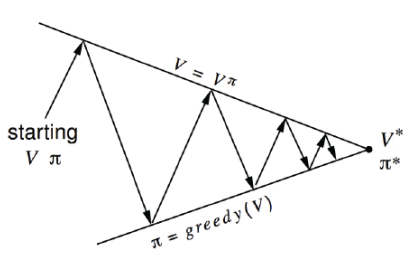 V = Vπ
starting
V π
V*
π*
π = greedy(V)